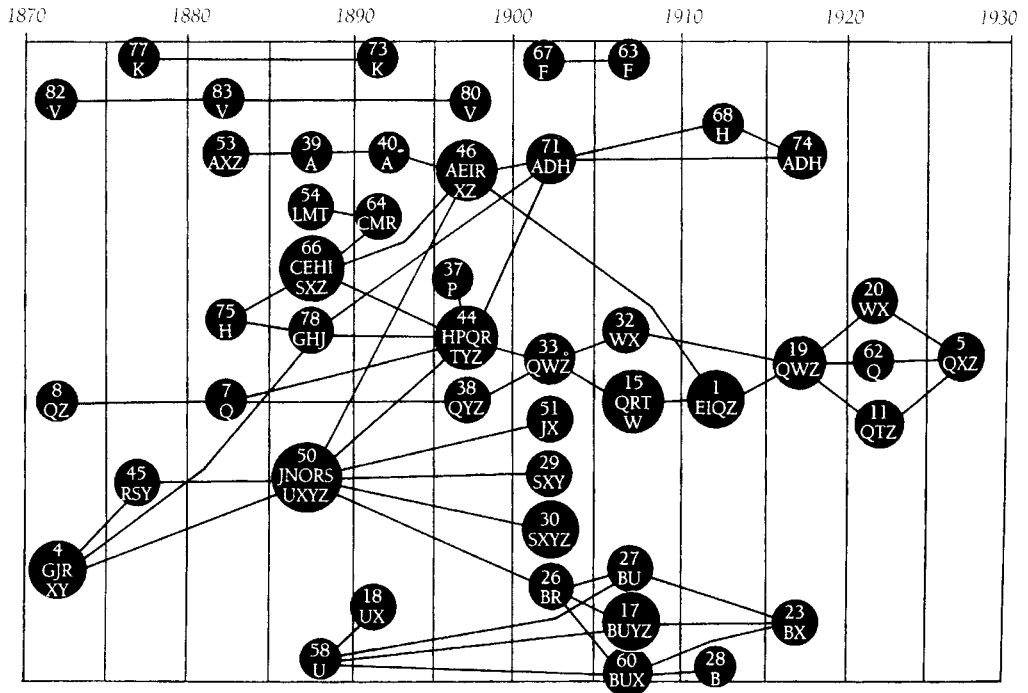 1870 1880 1890 1900 1910 1920 1930
77
K
73
K
67
F
63
F
82
V
83
V
80
V
68
H
53
AXZ
39
A
40
A
46
AEIR
XZ
71
ADH
74
ADH
54
LMT
64
CMR
66
CEHI
SXZ
37
P
75
H
78
GHJ
44
HPQR
TYZ
20
WX
32
WX
33
QWZ
19
QWZ
62
Q
5
QXZ
8
QZ
7
Q
38
QYZ
15
QRT
W
1
EIQZ
11
QTZ
51
JX
50
JNORS
UXYZ
45
RSY
29
SXY
30
SXYZ
4
GJR
XY
26
BR
27
BU
18
UX
17
BUYZ
23
BX
58
U
60
BUX
28
B